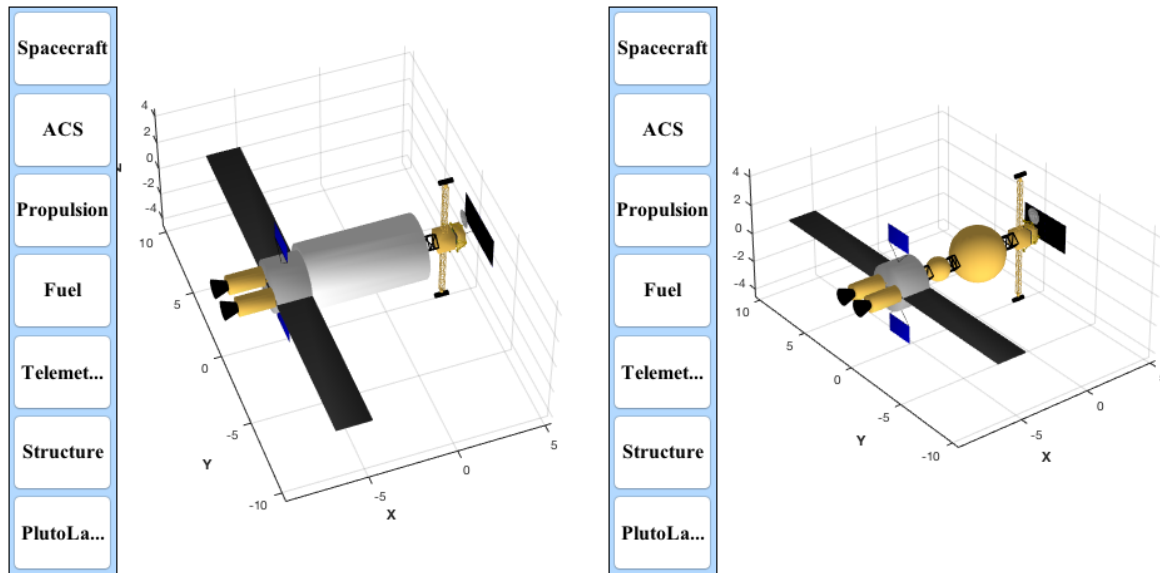 Spacecraft
ACS
Propulsion
Fuel
Telemet...
Structure
PlutoLa...
4
2
0
-2
-4
10
5
0
-5
-10
Y
-5
0
5
X
Spacecraft
ACS
Propulsion
Fuel
Telemet...
Structure
PlutoLa...
4
2
0
-2
-4
10
5
0
-5
-10
Y
-5
0
X